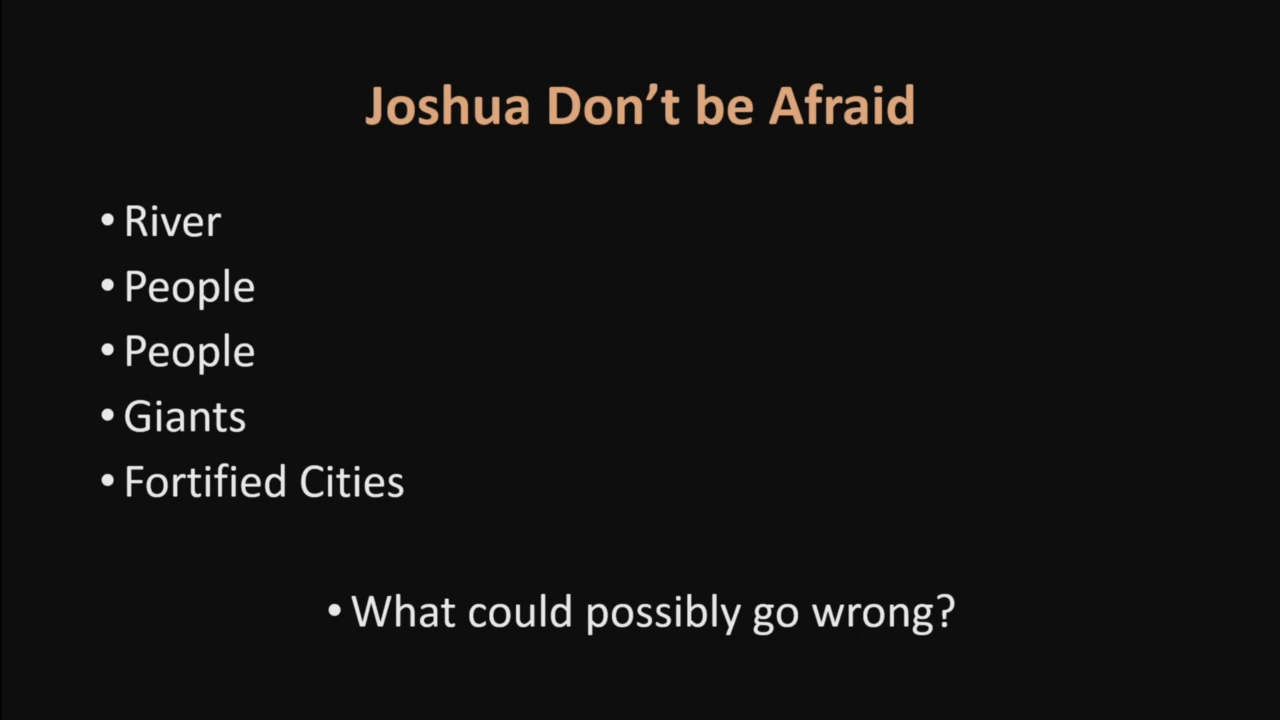 Joshua Don’t be Afraid
• River
• People
• People
• Giants
• Fortified Cities
• What could possibly go wrong?